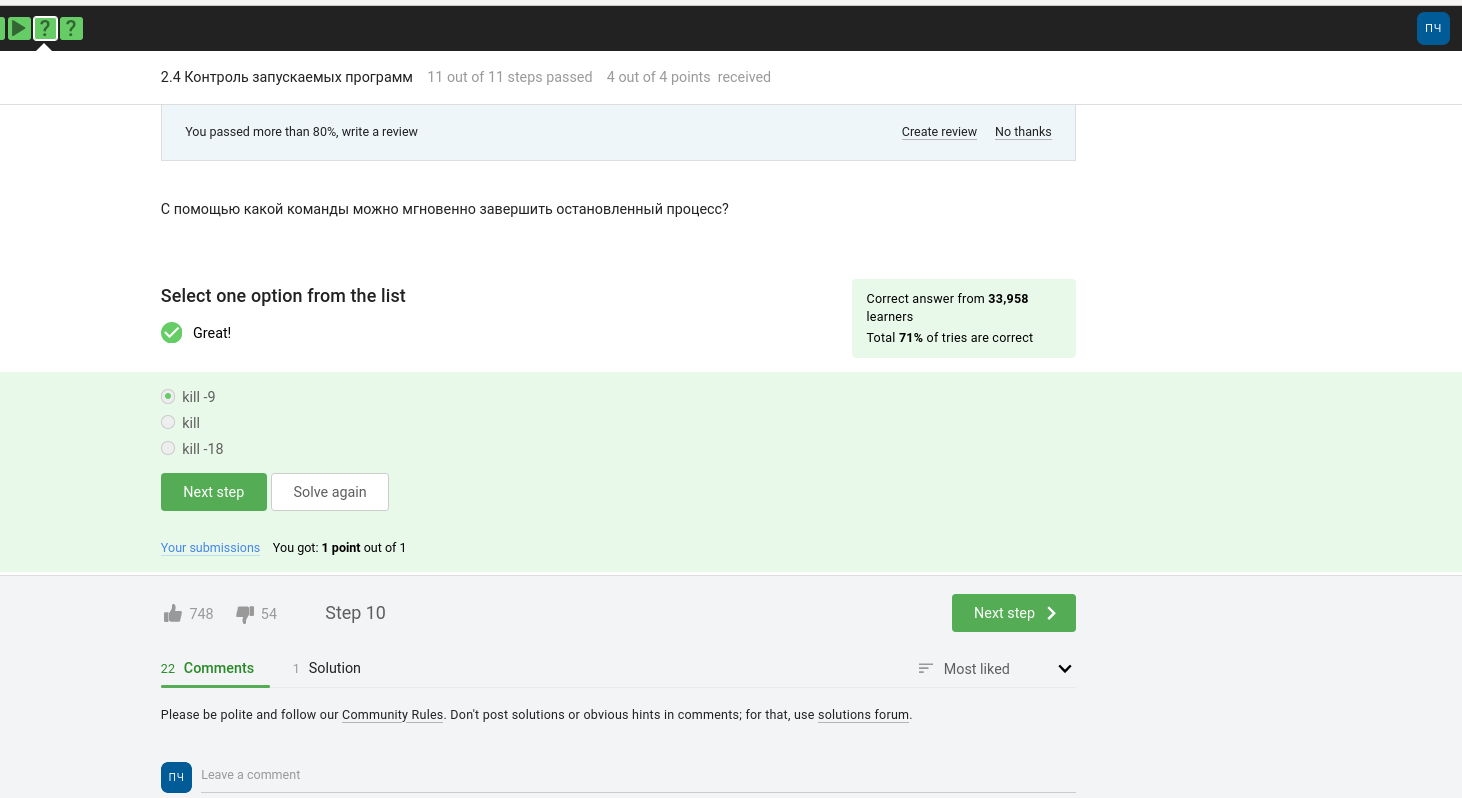 ? ?
ПЧ
2.4 Контроль запускаемых программ 11 out of 11 steps passed 4 out of 4 points received
You passed more than 80%, write a review Create review No thanks
С помощью какой команды можно мгновенно завершить остановленный процесс?
Select one option from the list
Great!
Correct answer from 33,958
learners
Total 71% of tries are correct
kill -9
kill
kill -18
Next step Solve again
Your submissions You got: 1 point out of 1
748 54 Step 10 Next step
22 Comments 1 Solution Most liked
Please be polite and follow our Community Rules. Don't post solutions or obvious hints in comments; for that, use solutions forum.
ПЧ Leave a comment